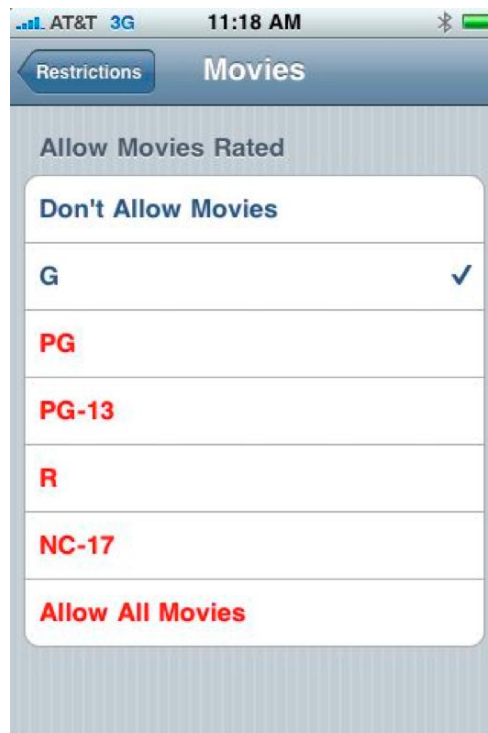 AT&T 3G 11:18 AM
Restrictions Movies
Allow Movies Rated
Don't Allow Movies
G
PG
PG-13
R
NC-17
Allow All Movies